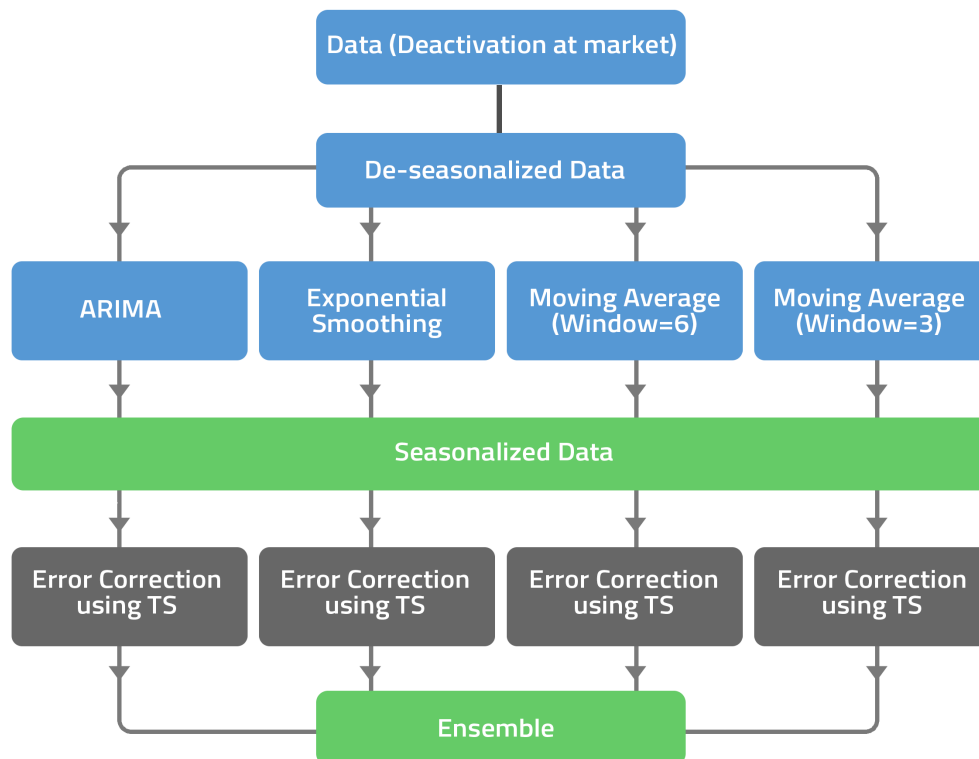 Data (Deactivation at market)
De-seasonalized Data
ARIMA
Exponential
Smoothing
Moving Average
(Window=6)
Moving Average
(Window=3)
Seasonalized Data
Error Correction
using TS
Error Correction
using TS
Error Correction
using TS
Error Correction
using TS
Ensemble